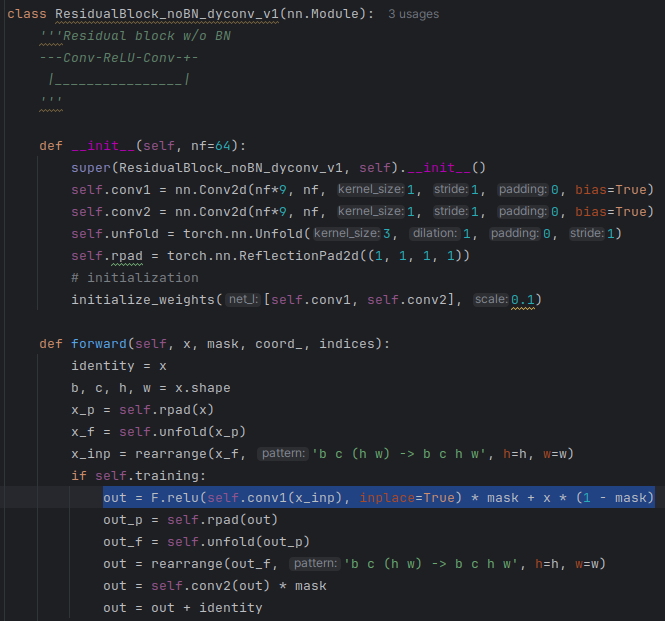 class ResidualBlock_noBN_dyconv_v1(nn.Module): 3 usages
'''Residual block w/o BN
---Conv-ReLU-Conv-+-
|________________|
'''
def __init__(self, nf=64):
super(ResidualBlock_noBN_dyconv_v1, self).__init__()
self.conv1 = nn.Conv2d(nf*9, nf, kernel_size: 1, stride: 1, padding: 0, bias=True)
self.conv2 = nn.Conv2d(nf*9, nf, kernel_size: 1, stride: 1, padding: 0, bias=True)
self.unfold = torch.nn.Unfold(kernel_size: 3, dilation: 1, padding: 0, stride: 1)
self.rpad = torch.nn.ReflectionPad2d((1, 1, 1, 1))
# initialization
initialize_weights(net_l: [self.conv1, self.conv2], scale: 0.1)
def forward(self, x, mask, coord_, indices):
identity = x
b, c, h, w = x.shape
x_p = self.rpad(x)
x_f = self.unfold(x_p)
x_inp = rearrange(x_f, pattern: 'b c (h w) -> b c h w', h=h, w=w)
if self.training:
out = F.relu(self.conv1(x_inp), inplace=True) * mask + x * (1 - mask)
out_p = self.rpad(out)
out_f = self.unfold(out_p)
out = rearrange(out_f, pattern: 'b c (h w) -> b c h w', h=h, w=w)
out = self.conv2(out) * mask
out = out + identity